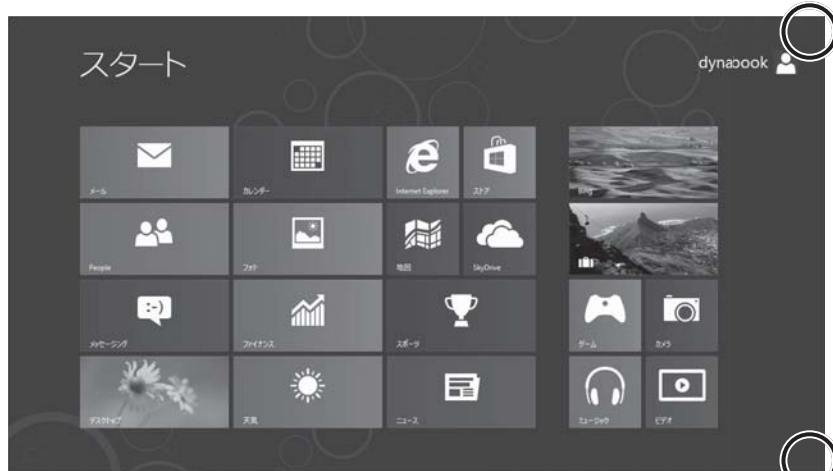 スタート
dynabook
メール
カレンダー
Internet Explorer
ストア
Bing
People
フォト
地図
SkyDrive
メッセージング
ファイナンス
スポーツ
ゲーム
カメラ
デスクトップ
天気
ニュース
ミュージック
ビデオ